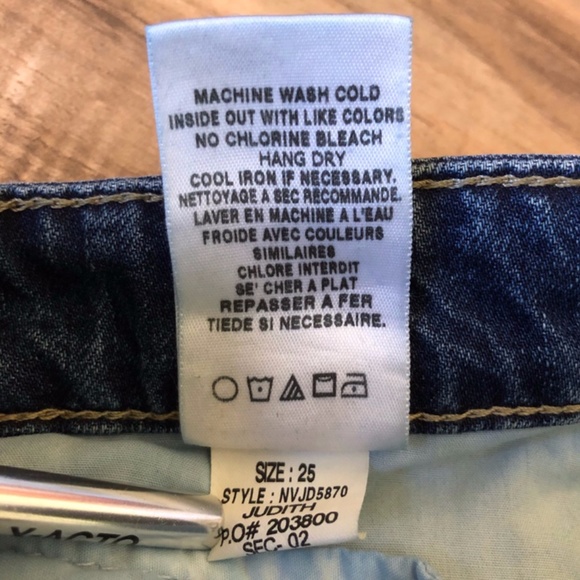 MACHINE WASH COLD
INSIDE OUT WITH LIKE COLORS
NO CHLORINE BLEACH
HANG DRY
COOL IRON IF NECESSARY.
NETTOYAGE A SEC RECOMMANDE.
LAVER EN MACHINE A L'EAU
FROIDE AVEC COULEURS
SIMILAIRES
CHLORE INTERDIT
SE' CHER A PLAT
REPASSER A FER
TIEDE SI NECESSAIRE.
SIZE : 25
STYLE : NVJD5870
JUDITH
P.O# 203800
SEC- 02
X-ACTO